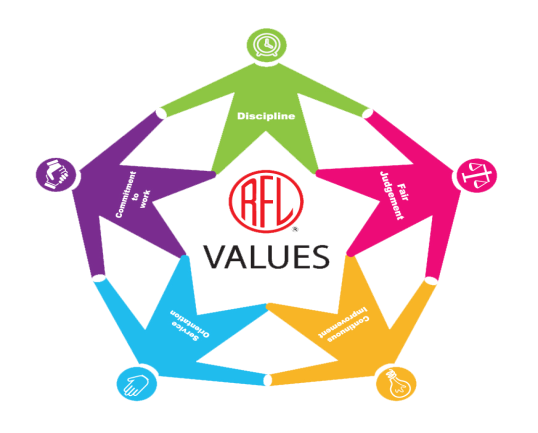 Discipline
Fair
Judgement
Commitment
to
work
RFL
®
VALUES
Service
Orientation
Continuous
Improvement